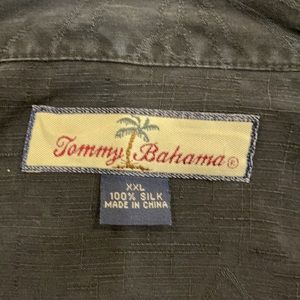 Tommy Bahama®
XXL
100% SILK
MADE IN CHINA